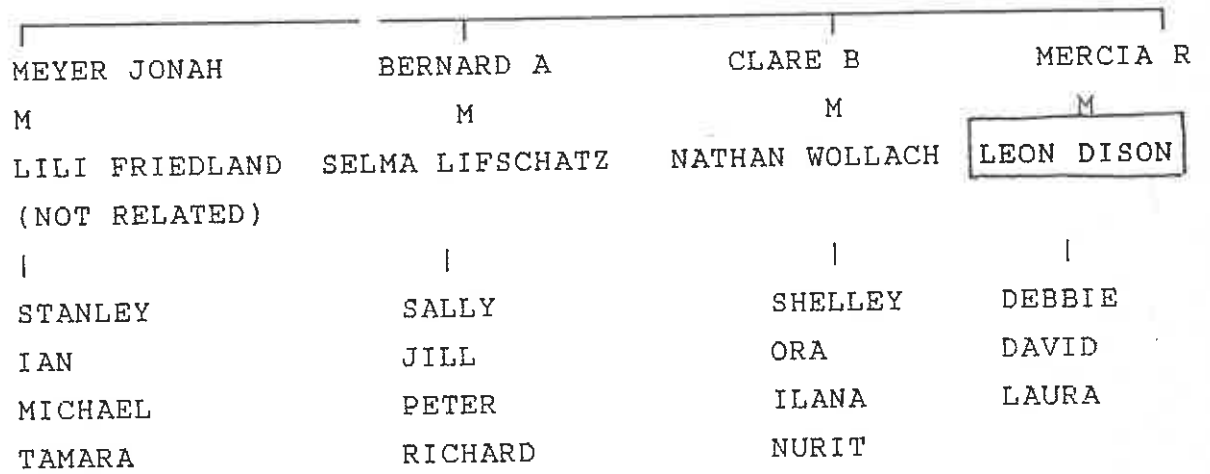 MEYER JONAH BERNARD A CLARE B MERCIA R
M M M M
LILI FRIEDLAND SELMA LIFSCHATZ NATHAN WOLLACH LEON DISON
(NOT RELATED)
STANLEY SALLY SHELLEY DEBBIE
IAN JILL ORA DAVID
MICHAEL PETER ILANA LAURA
TAMARA RICHARD NURIT